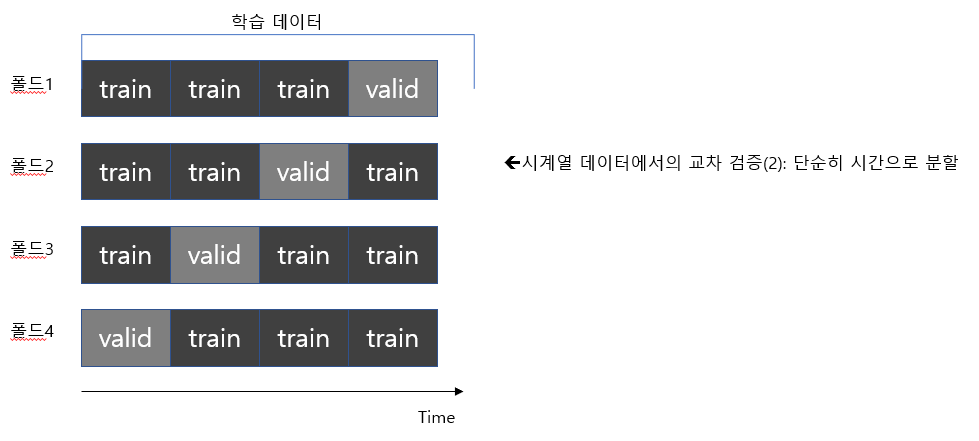 학습 데이터
폴드1
train train train valid
폴드2
train train valid train
🡰시계열 데이터에서의 교차 검증(2): 단순히 시간으로 분할
폴드3
train valid train train
폴드4
valid train train train
Time